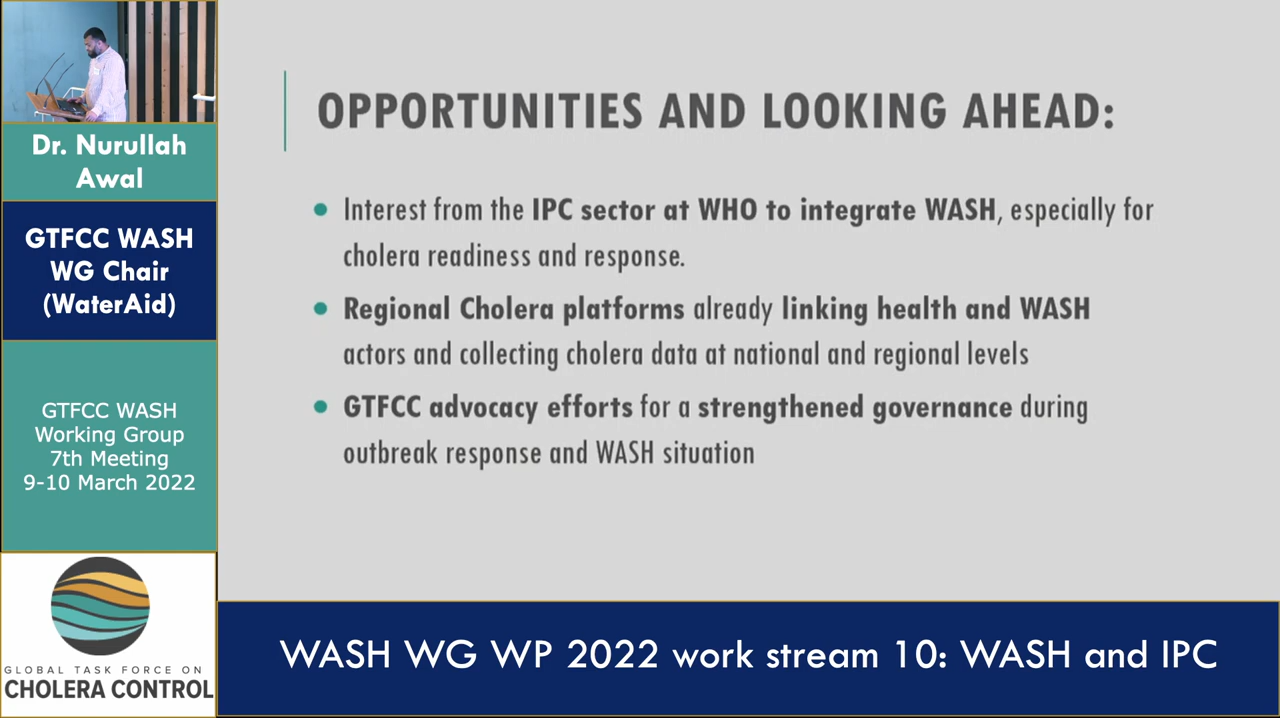 Dr. Nurullah
Awal
GTFCC WASH
WG Chair
(WaterAid)
GTFCC WASH
Working Group
7th Meeting
9-10 March 2022
GLOBAL TASK FORCE ON
CHOLERA CONTROL
OPPORTUNITIES AND LOOKING AHEAD:
• Interest from the IPC sector at WHO to integrate WASH, especially for
cholera readiness and response.
• Regional Cholera platforms already linking health and WASH
actors and collecting cholera data at national and regional levels
• GTFCC advocacy efforts for a strengthened governance during
outbreak response and WASH situation
WASH WG WP 2022 work stream 10: WASH and IPC